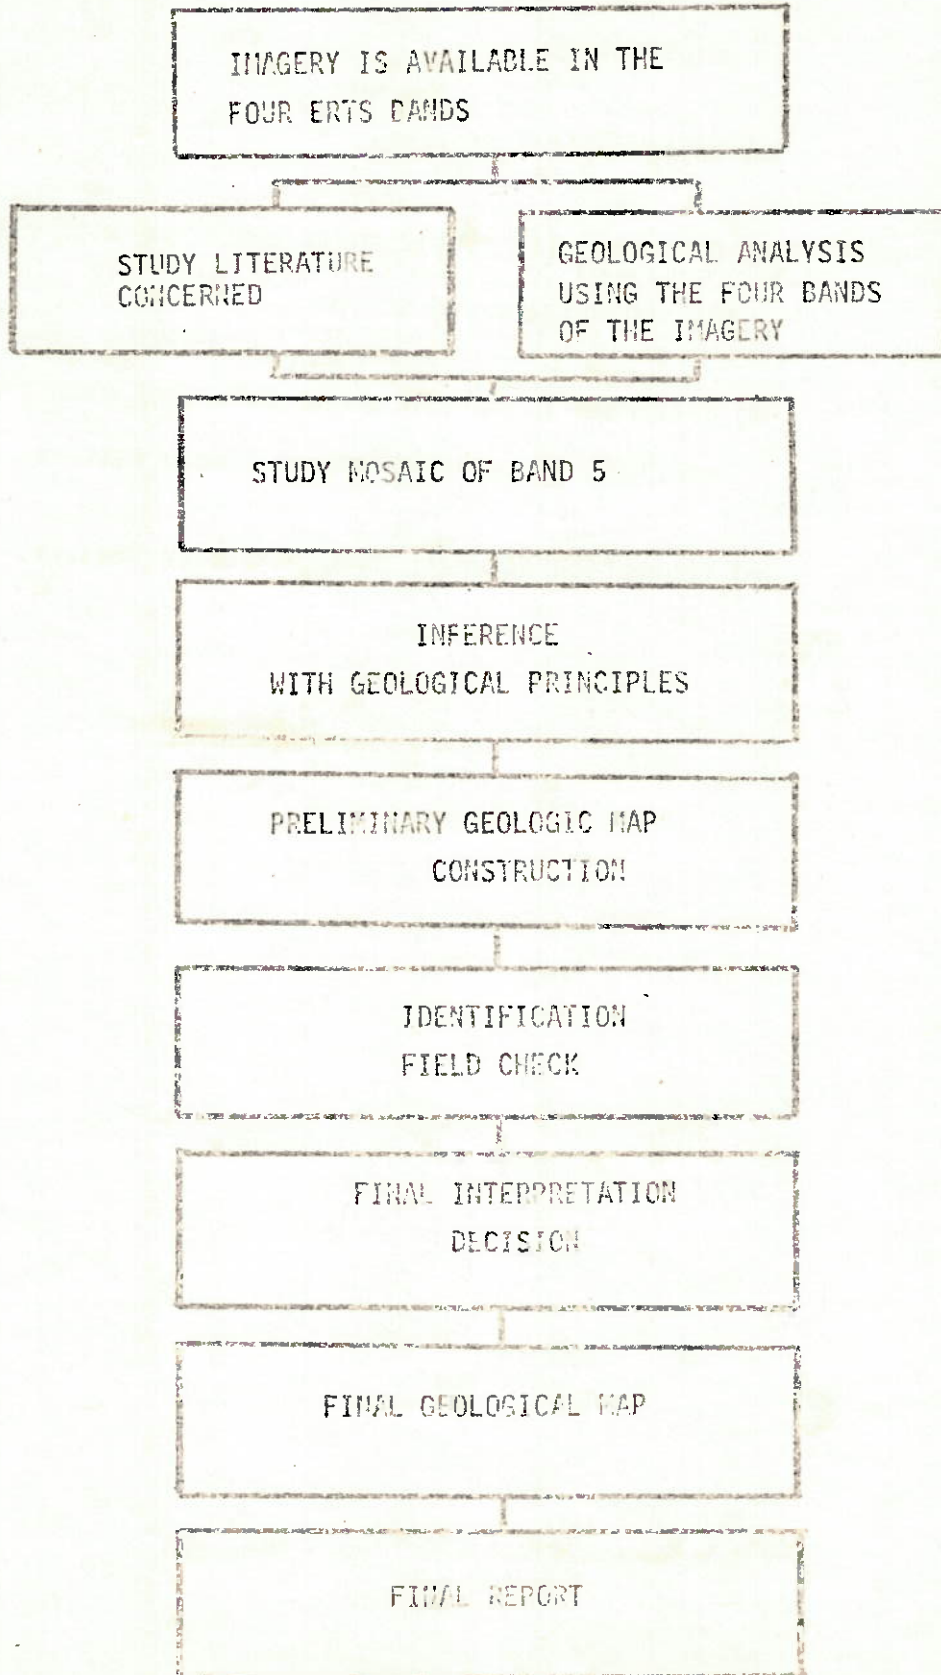 IMAGERY IS AVAILABLE IN THE
FOUR ERTS BANDS
STUDY LITERATURE
CONCERNED
GEOLOGICAL ANALYSIS
USING THE FOUR BANDS
OF THE IMAGERY
STUDY MOSAIC OF BAND 5
INFERENCE
WITH GEOLOGICAL PRINCIPLES
PRELIMINARY GEOLOGIC MAP
CONSTRUCTION
IDENTIFICATION
FIELD CHECK
FINAL INTERPRETATION
DECISION
FINAL GEOLOGICAL MAP
FINAL REPORT